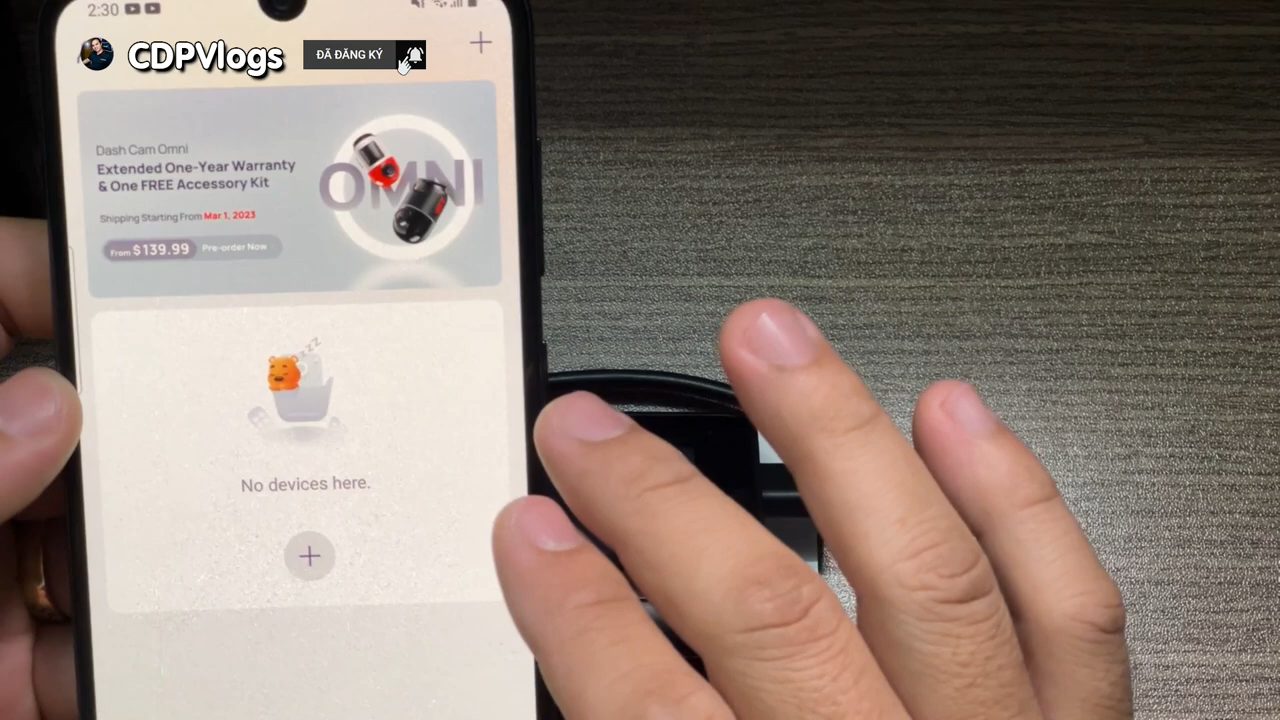 2:30
CDPVlogs
ĐÃ ĐĂNG KÝ
Dash Cam Omni
Extended One-Year Warranty
& One FREE Accessory Kit
OMNI
Shipping Starting From Mar 1, 2023
From $139.99 Pre-order Now
zzZ
No devices here.